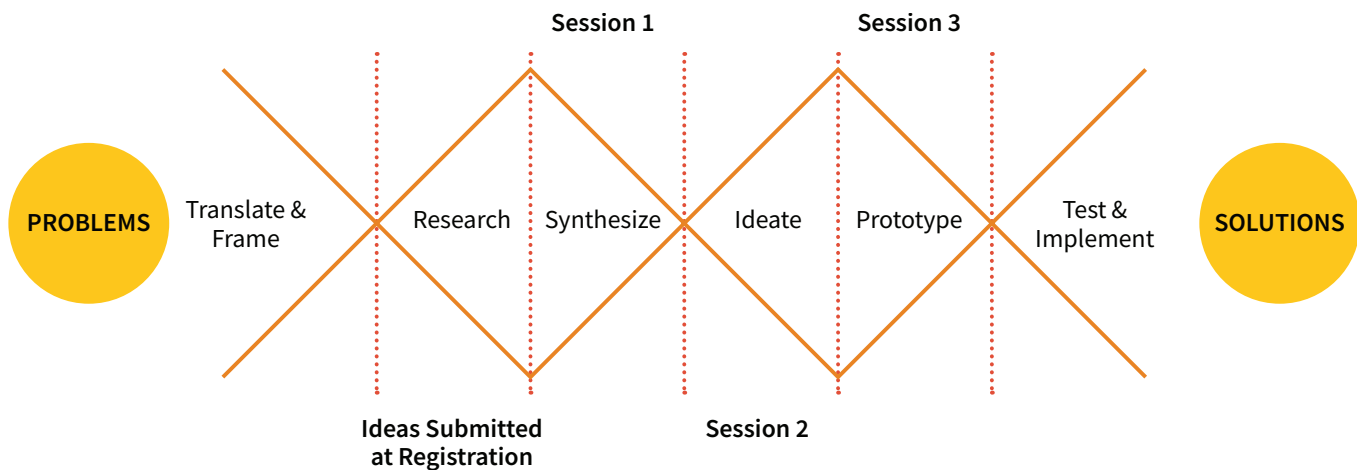 Session 1
Session 3
PROBLEMS
Translate &
Frame
Research
Synthesize
Ideate
Prototype
Test &
Implement
SOLUTIONS
Ideas Submitted
at Registration
Session 2